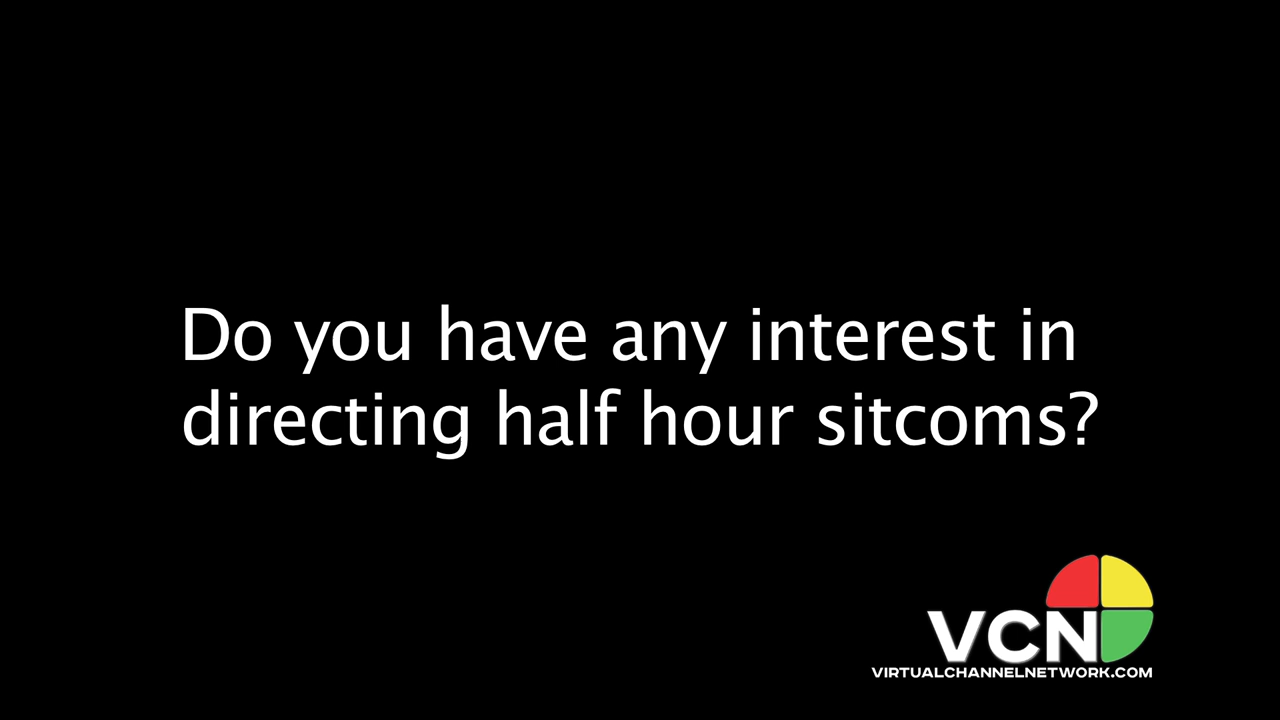 Do you have any interest in
directing half hour sitcoms?
VCN
VIRTUALCHANNELNETWORK.COM